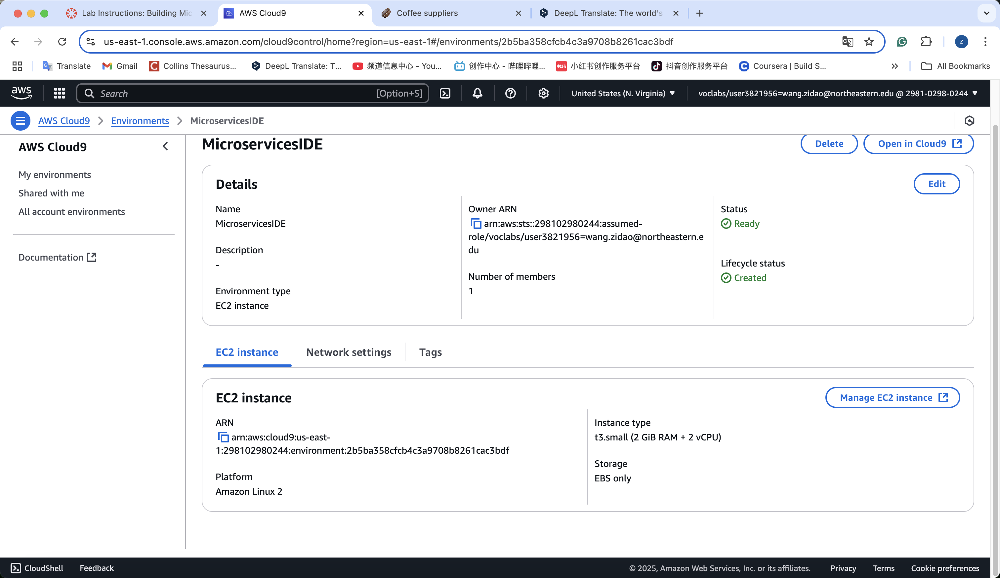 Lab Instructions: Building Mic
AWS Cloud9
Coffee suppliers
DeepL Translate: The world's
us-east-1.console.aws.amazon.com/cloud9control/home?region=us-east-1#/environments/2b5ba358cfcb4c3a9708b8261cac3bdf
Z
Translate
Gmail
Collins Thesaurus...
DeepL Translate: T...
频道信息中心 - You...
创作中心 - 哔哩哔哩...
小红书创作服务平台
抖音创作服务平台
Coursera | Build S...
All Bookmarks
aws
Search
[Option+S]
United States (N. Virginia)
voclabs/user3821956=wang.zidao@northeastern.edu @ 2981-0298-0244
AWS Cloud9
Environments
MicroservicesIDE
AWS Cloud9
My environments
Shared with me
All account environments
Documentation
MicroservicesIDE
Delete
Open in Cloud9
Details
Edit
Name
MicroservicesIDE
Description
-
Environment type
EC2 instance
Owner ARN
arn:aws:sts::298102980244:assumed-
role/voclabs/user3821956=wang.zidao@northeastern.e
du
Number of members
1
Status
Ready
Lifecycle status
Created
EC2 instance
Network settings
Tags
EC2 instance
Manage EC2 instance
ARN
arn:aws:cloud9:us-east-
1:298102980244:environment:2b5ba358cfcb4c3a9708b8261cac3bdf
Platform
Amazon Linux 2
Instance type
t3.small (2 GiB RAM + 2 vCPU)
Storage
EBS only
CloudShell
Feedback
© 2025, Amazon Web Services, Inc. or its affiliates.
Privacy
Terms
Cookie preferences